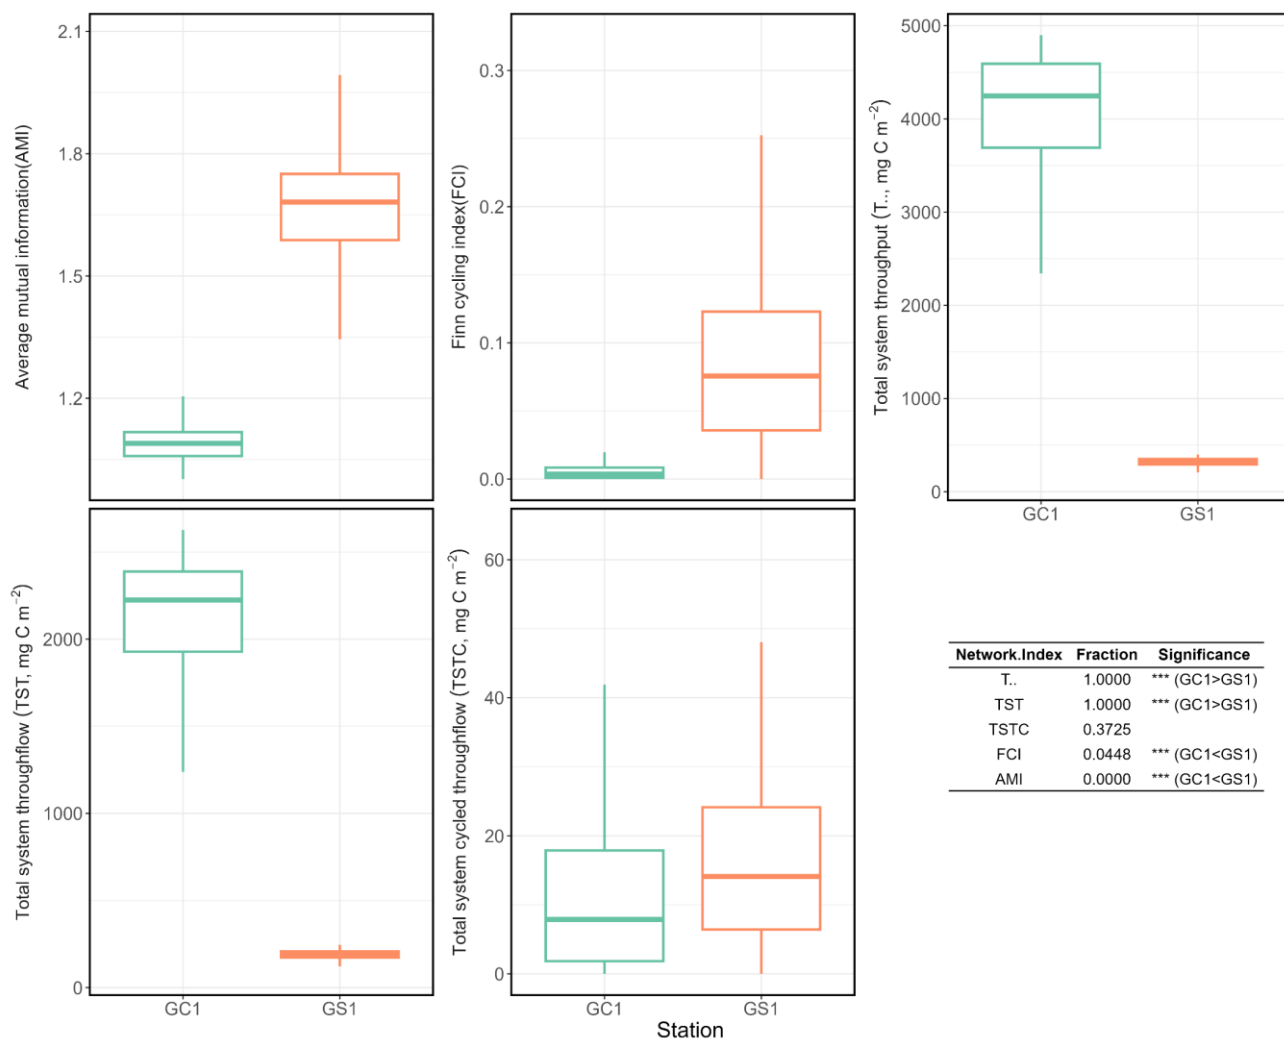 Average mutual information(AMI)
2.1
1.8
1.5
1.2
Finn cycling index(FCI)
0.3
0.2
0.1
0.0
Total system throughput (T.., mg C m⁻²)
5000
4000
3000
2000
1000
0
GC1 GS1
Total system throughflow (TST, mg C m⁻²)
2000
1000
0
GC1 GS1
Total system cycled throughflow (TSTC, mg C m⁻²)
60
40
20
0
GC1 GS1
Station
Network.Index Fraction Significance
T.. 1.0000 *** (GC1>GS1)
TST 1.0000 *** (GC1>GS1)
TSTC 0.3725
FCI 0.0448 *** (GC1<GS1)
AMI 0.0000 *** (GC1<GS1)